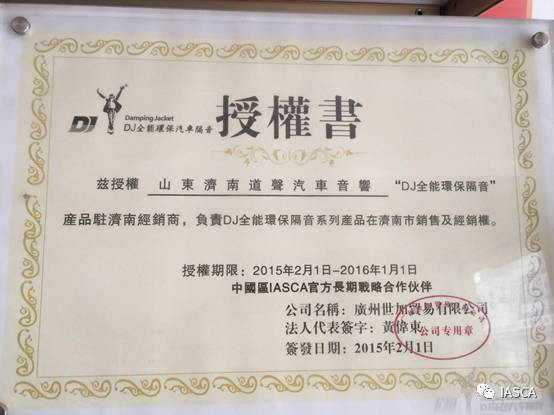 DJ
Damping Jacket
DJ全能環保汽車隔音
授權書
兹授權 山東濟南道聲汽車音響 “DJ全能環保隔音”
産品駐濟南經銷商，負責DJ全能環保隔音系列産品在濟南市銷售及經銷權。
授權期限：2015年2月1日-2016年1月1日
中國區IASCA官方長期戰略合作伙伴
公司名稱：廣州世旭貿易有限公司
法人代表簽字：黃偉東
公司专用章
簽發日期：2015年2月1日
IASCA